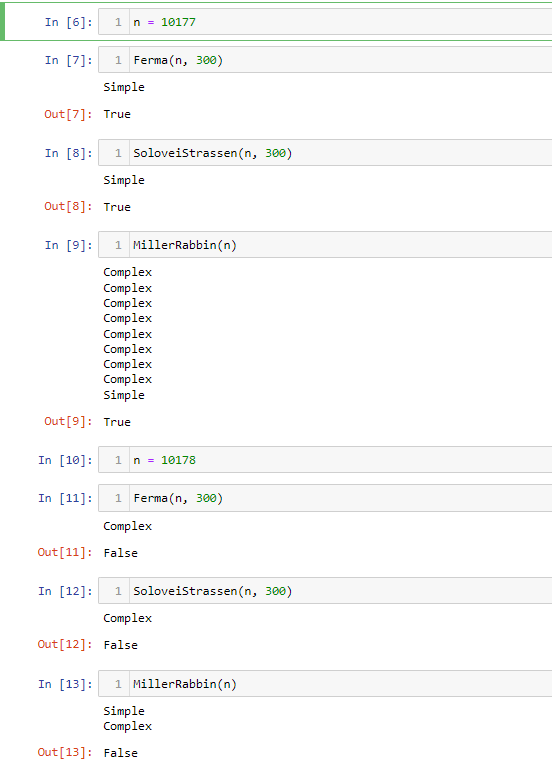 In [6]: 1 n = 10177
In [7]: 1 Ferma(n, 300)
Simple
Out[7]: True
In [8]: 1 SoloveiStrassen(n, 300)
Simple
Out[8]: True
In [9]: 1 MillerRabbin(n)
Complex
Complex
Complex
Complex
Complex
Complex
Complex
Complex
Simple
Out[9]: True
In [10]: 1 n = 10178
In [11]: 1 Ferma(n, 300)
Complex
Out[11]: False
In [12]: 1 SoloveiStrassen(n, 300)
Complex
Out[12]: False
In [13]: 1 MillerRabbin(n)
Simple
Complex
Out[13]: False